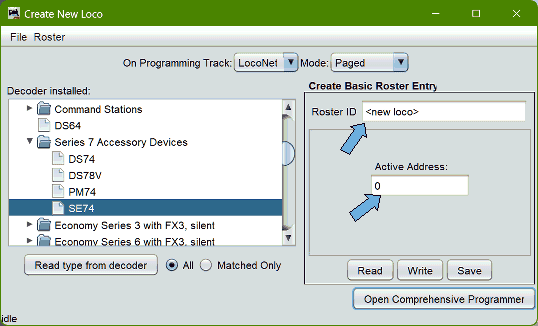 Create New Loco
File Roster
On Programming Track: LocoNet Mode: Paged
Decoder installed:
Command Stations
DS64
Series 7 Accessory Devices
DS74
DS78V
PM74
SE74
Economy Series 3 with FX3, silent
Economy Series 6 with FX3, silent
Read type from decoder All Matched Only
Create Basic Roster Entry
Roster ID <new loco>
Active Address:
0
Read Write Save
Open Comprehensive Programmer
idle